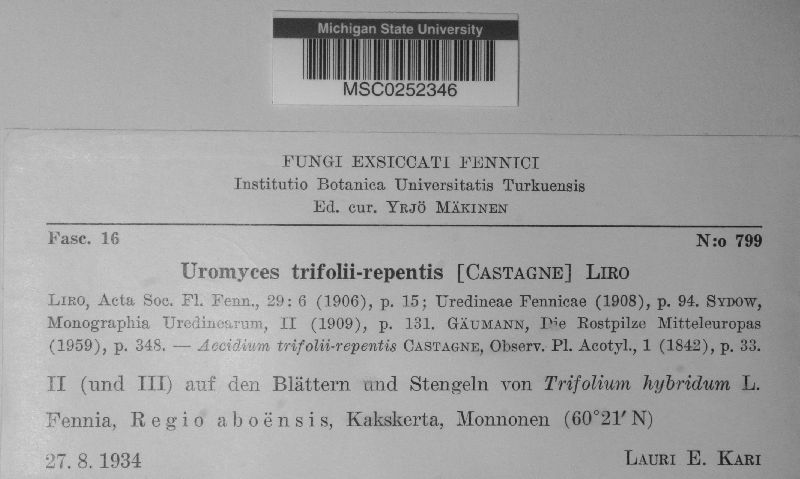 Michigan State University
MSC0252346
FUNGI EXSICCATI FENNICI
Institutio Botanica Universitatis Turkuensis
Ed. cur. YRJÖ MÄKINEN
Fasc. 16 N:o 799
Uromyces trifolii-repentis [CASTAGNE] LIRO
LIRO, Acta Soc. Fl. Fenn., 29: 6 (1906), p. 15; Uredineae Fennicae (1908), p. 94. SYDOW,
Monographia Uredinearum, II (1909), p. 131. GÄUMANN, Die Rostpilze Mitteleuropas
(1959), p. 348. — Aecidium trifolii-repentis CASTAGNE, Observ. Pl. Acotyl., 1 (1842), p. 33.
II (und III) auf den Blättern und Stengeln von Trifolium hybridum L.
Fennia, Regio aboënsis, Kakskerta, Monnonen (60°21′ N)
27. 8. 1934 LAURI E. KARI